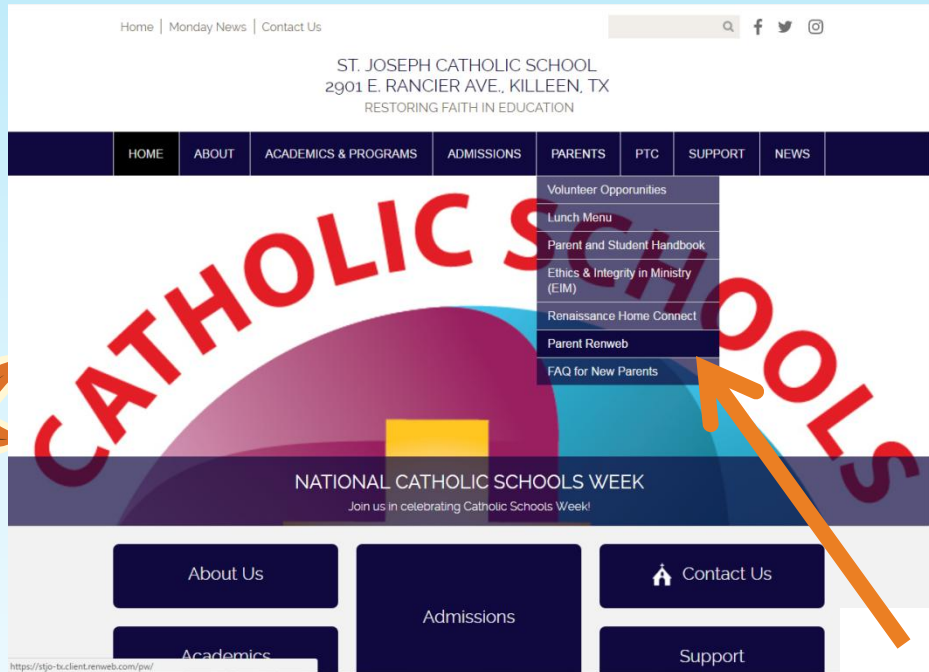 Home | Monday News | Contact Us
ST. JOSEPH CATHOLIC SCHOOL
2901 E. RANCIER AVE., KILLEEN, TX
RESTORING FAITH IN EDUCATION
HOME ABOUT ACADEMICS & PROGRAMS ADMISSIONS PARENTS PTC SUPPORT NEWS
Volunteer Opporunities
Lunch Menu
Parent and Student Handbook
Ethics & Integrity in Ministry
(EIM)
Renaissance Home Connect
Parent Renweb
FAQ for New Parents
CATHOLIC SCHOOLS
NATIONAL CATHOLIC SCHOOLS WEEK
Join us in celebrating Catholic Schools Week!
About Us
Admissions
Contact Us
Academics
Support
https://stjo-tx.client.renweb.com/pw/